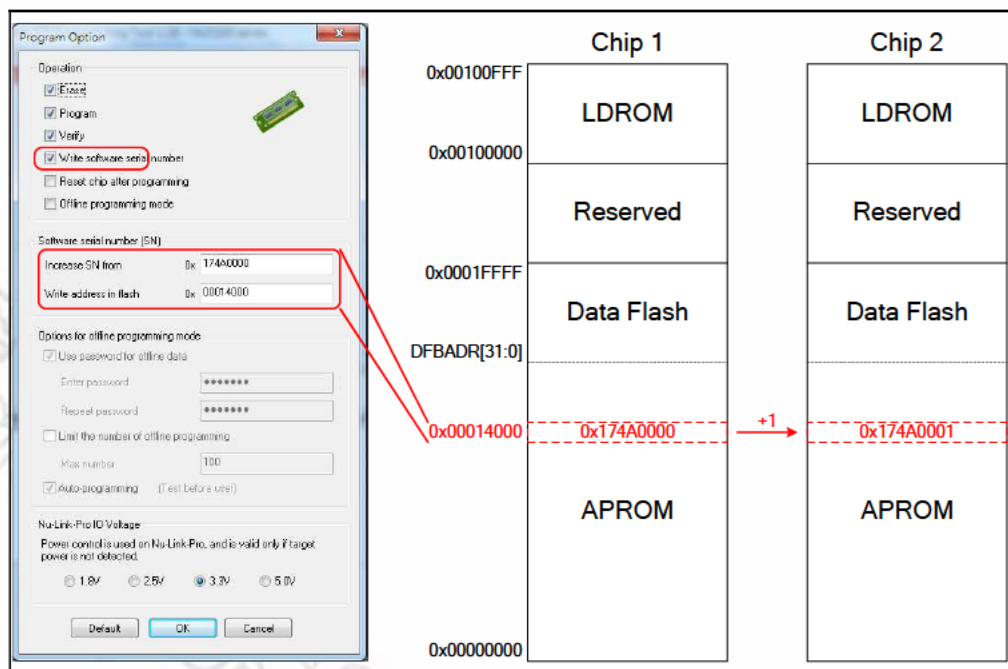 Program Option
Operation
Erase
Program
Verify
Write software serial number
Reset chip after programming
Offline programming mode
Software serial number (SN)
Increase SN from 0x 174A0000
Write address in flash 0x 00014000
Options for offline programming mode
Use password for offline data
Enter password •••••••
Repeat password •••••••
Limit the number of offline programming
Max number 100
Auto-programming (Test before use!)
Nu-Link-Pro IO Voltage
Power control is used on Nu-Link-Pro, and is valid only if target
power is not detected.
1.8V 2.5V 3.3V 5.0V
Default OK Cancel
Chip 1 Chip 2
0x00100FFF
LDROM LDROM
0x00100000
Reserved Reserved
0x0001FFFF
Data Flash Data Flash
DFBADR[31:0]
0x00014000 0x174A0000 +1 0x174A0001
APROM APROM
0x00000000